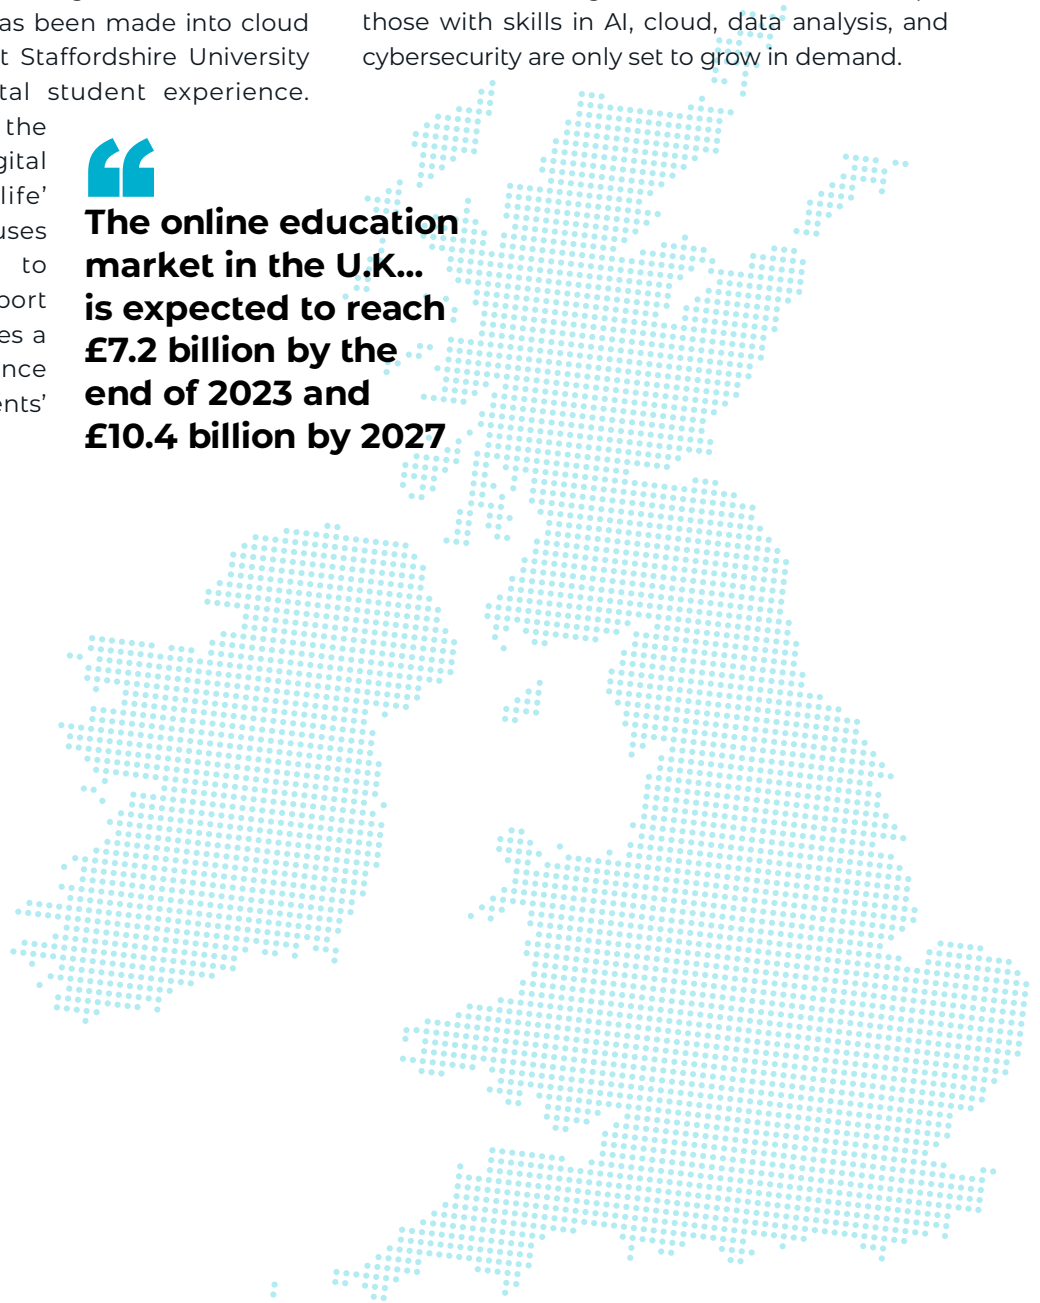 as been made into cloud
t Staffordshire University
tal student experience.
the
gital
life’
uses
to
port
es a
nce
ents’
those with skills in AI, cloud, data analysis, and
cybersecurity are only set to grow in demand.
“
The online education
market in the U.K...
is expected to reach
£7.2 billion by the
end of 2023 and
£10.4 billion by 2027